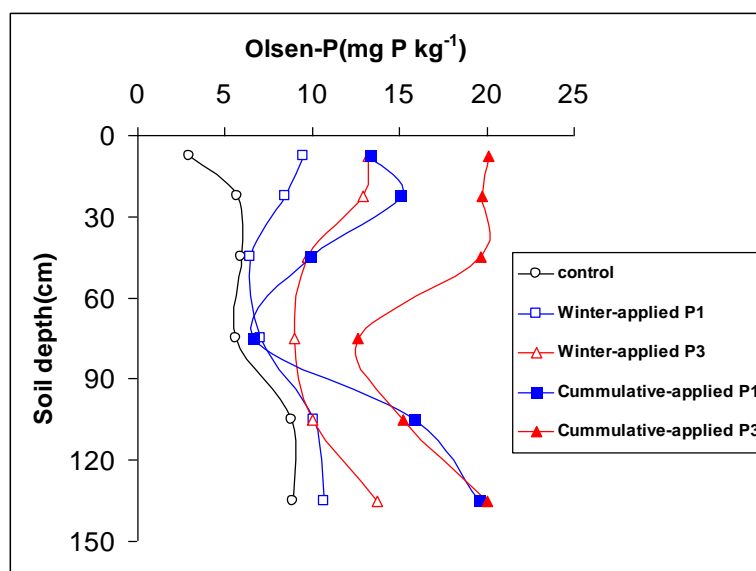 Olsen-P(mg P kg⁻¹)
0 5 10 15 20 25
0
30
60
90
120
150
Soil depth(cm)
control
Winter-applied P1
Winter-applied P3
Cummulative-applied P1
Cummulative-applied P3